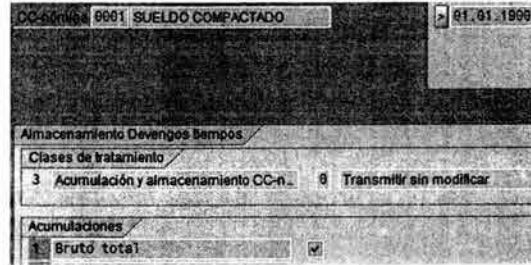 CC-nómina 0001 SUELDO COMPACTADO > 01.01.1990
Almacenamiento Devengos tiempos
Clases de tratamiento
3 Acumulación y almacenamiento CC-n… 0 Transmitir sin modificar
Acumulaciones
1 Bruto total